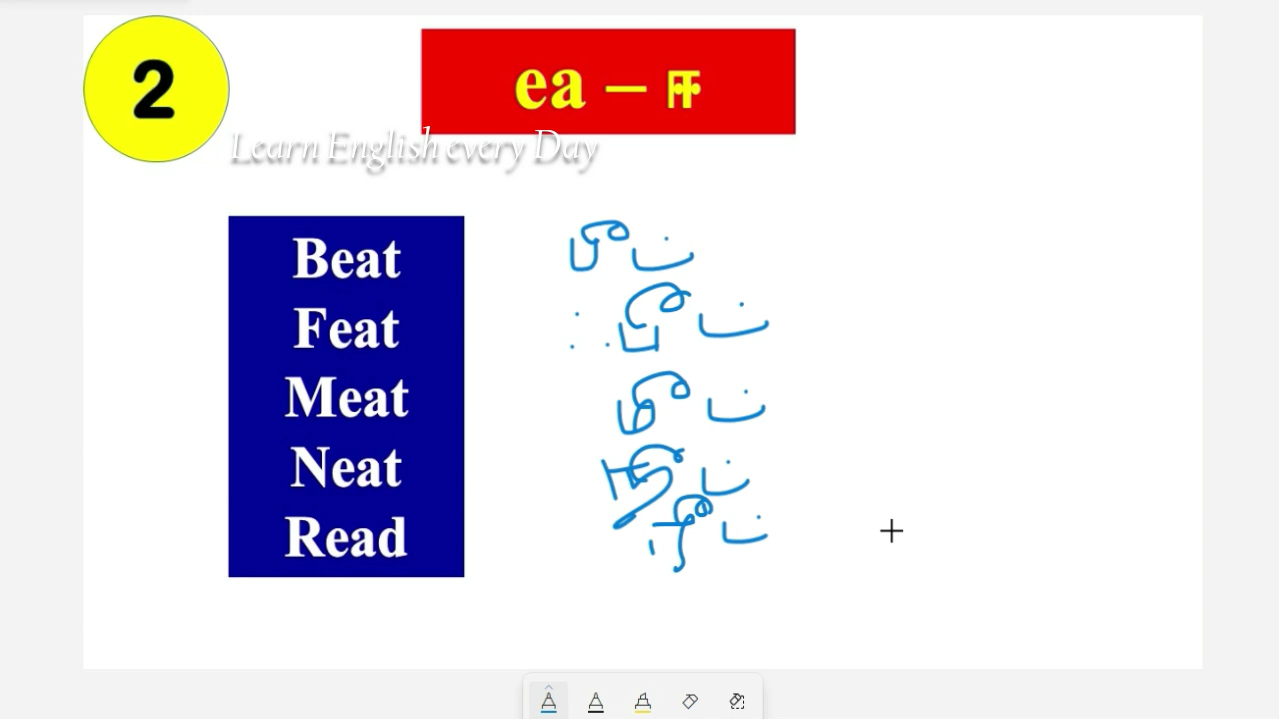 2
ea – ஈ
Learn English every Day
Beat பீட்
Feat ஃபீட்
Meat மீட்
Neat நீட்
Read ரீட்